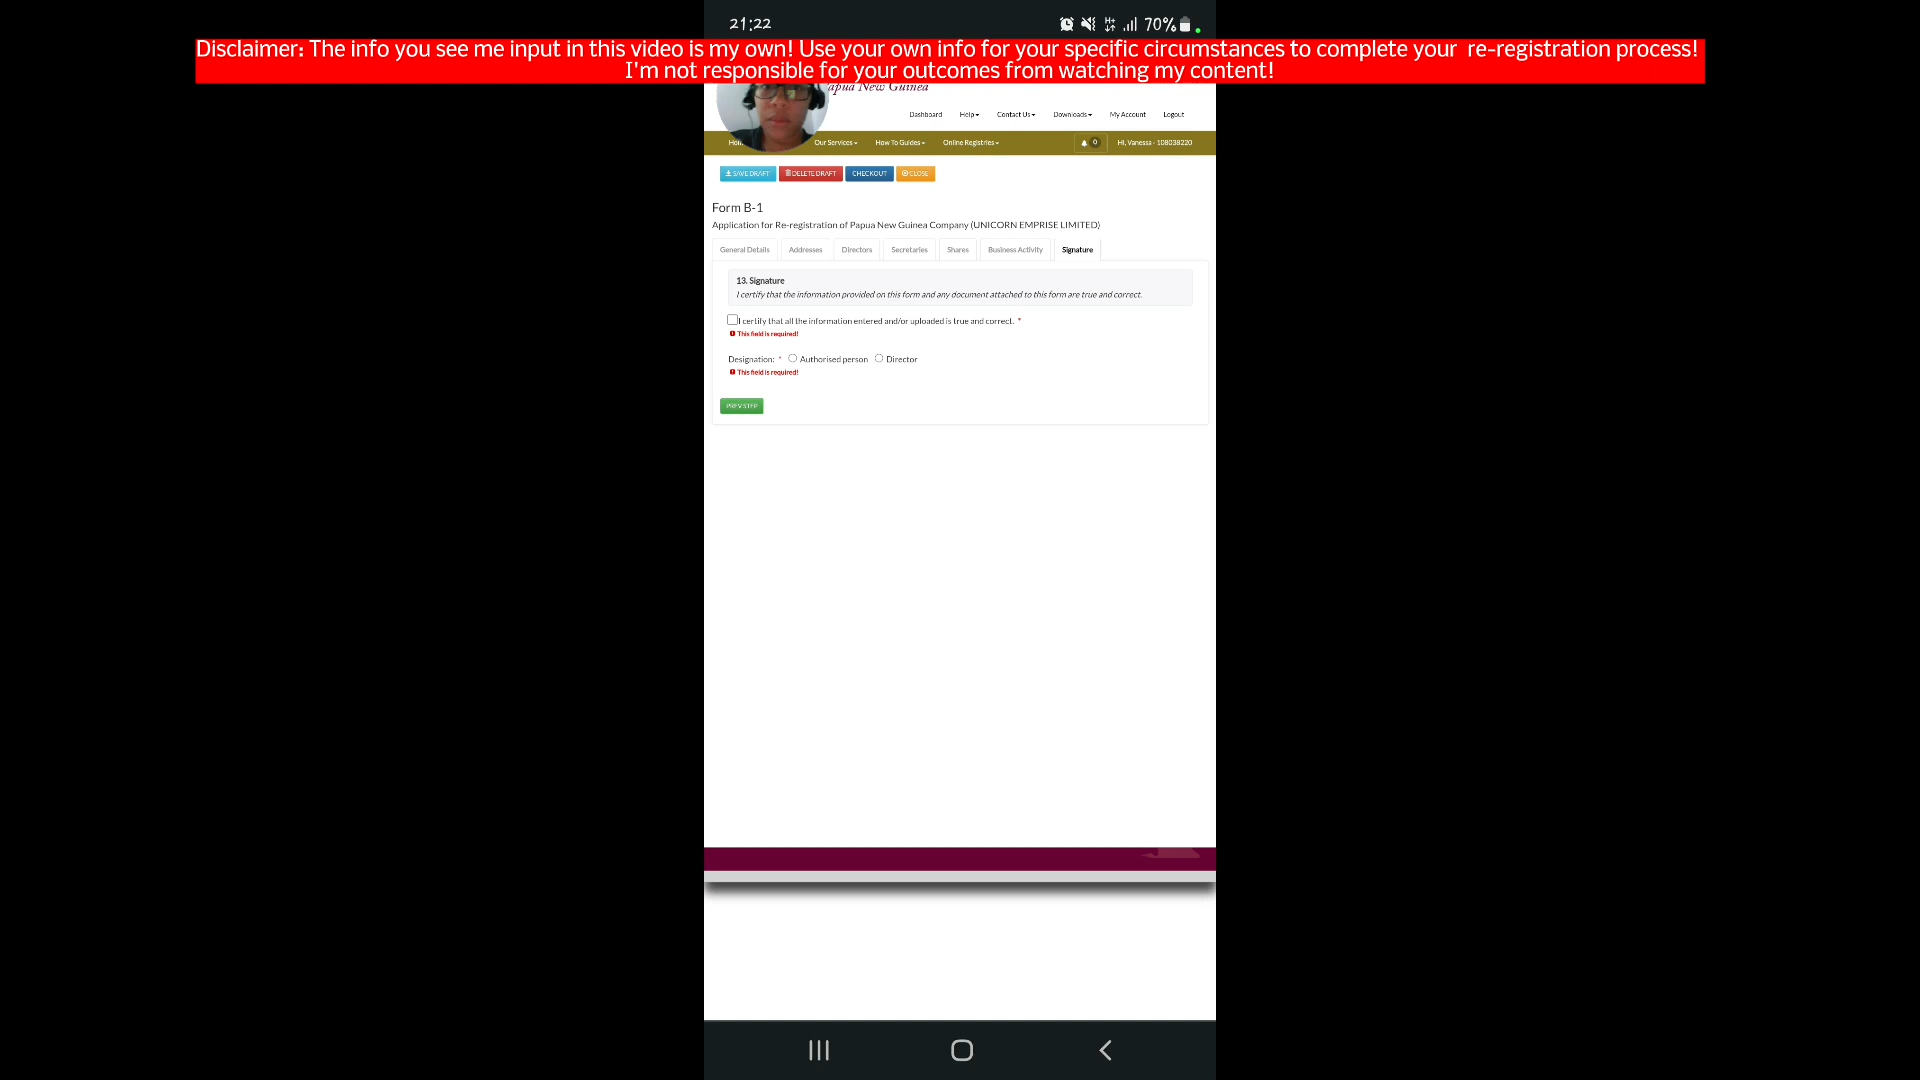 21:22
70%
Disclaimer: The info you see me input in this video is my own! Use your own info for your specific circumstances to complete your re-registration process!
I'm not responsible for your outcomes from watching my content!
apua New Guinea
Dashboard Help Contact Us Downloads My Account Logout
Our Services How To Guides Online Registries 0 Hi, Vanessa - 108038220
SAVE DRAFT DELETE DRAFT CHECKOUT CLOSE
Form B-1
Application for Re-registration of Papua New Guinea Company (UNICORN EMPRISE LIMITED)
General Details Addresses Directors Secretaries Shares Business Activity Signature
13. Signature
I certify that the information provided on this form and any document attached to this form are true and correct.
I certify that all the information entered and/or uploaded is true and correct. *
This field is required!
Designation: * Authorised person Director
This field is required!
PREV STEP